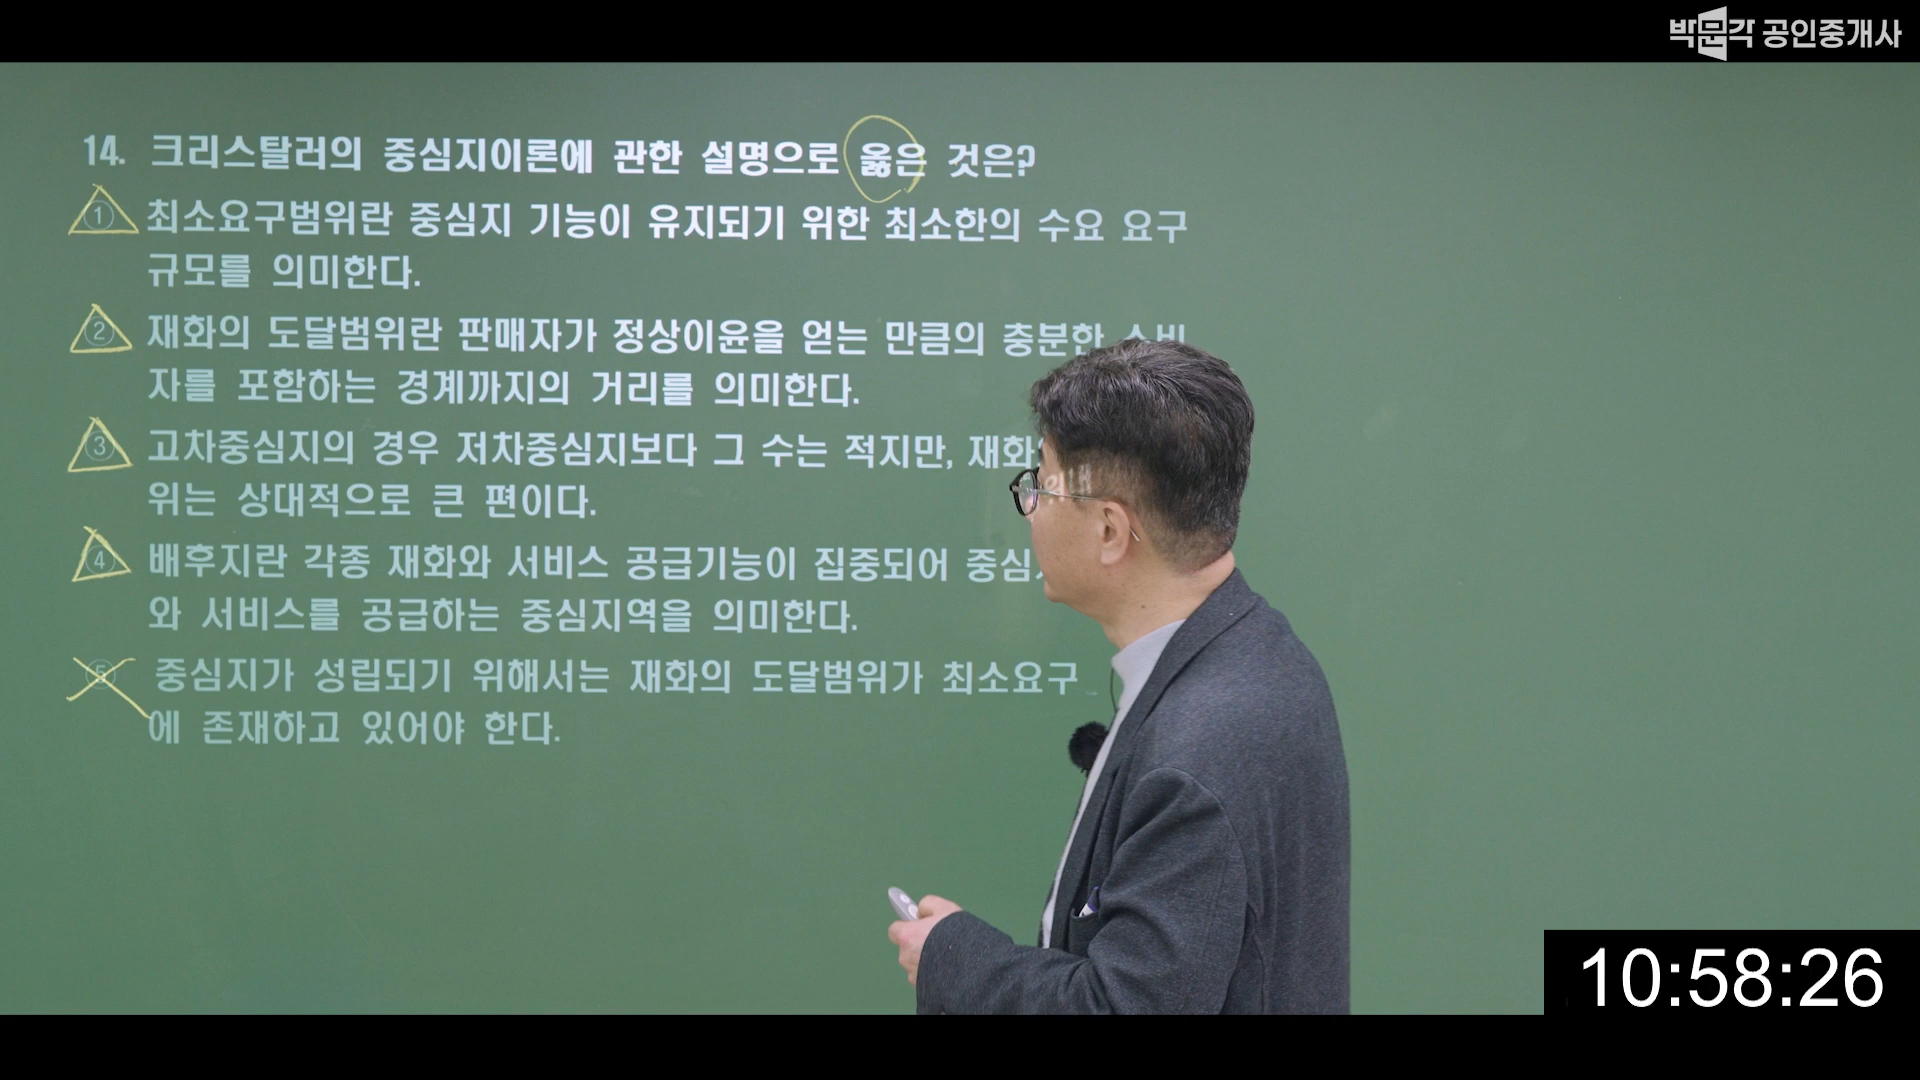 박문각 공인중개사
14. 크리스탈러의 중심지이론에 관한 설명으로 옳은 것은?
① 최소요구범위란 중심지 기능이 유지되기 위한 최소한의 수요 요구
규모를 의미한다.
② 재화의 도달범위란 판매자가 정상이윤을 얻는 만큼의 충분한
자를 포함하는 경계까지의 거리를 의미한다.
③ 고차중심지의 경우 저차중심지보다 그 수는 적지만, 재화
위는 상대적으로 큰 편이다.
④ 배후지란 각종 재화와 서비스 공급기능이 집중되어 중심
와 서비스를 공급하는 중심지역을 의미한다.
⑤ 중심지가 성립되기 위해서는 재화의 도달범위가 최소요구
에 존재하고 있어야 한다.
10:58:26